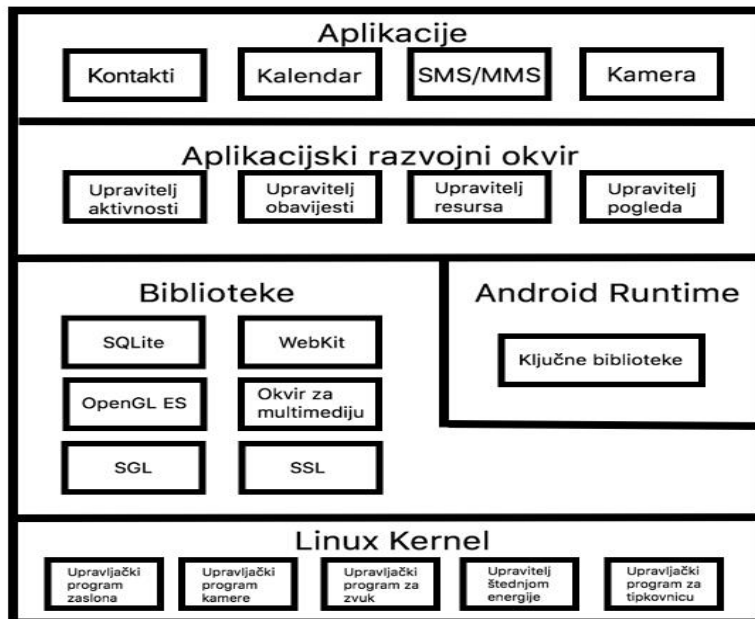 Aplikacije
Kontakti
Kalendar
SMS/MMS
Kamera
Aplikacijski razvojni okvir
Upravitelj
aktivnosti
Upravitelj
obavijesti
Upravitelj
resursa
Upravitelj
pogleda
Biblioteke
SQLite
WebKit
OpenGL ES
Okvir za
multimediju
SGL
SSL
Android Runtime
Ključne biblioteke
Linux Kernel
Upravljački
program
zaslona
Upravljački
program
kamere
Upravljački
program za
zvuk
Upravitelj
štednjom
energije
Upravljački
program za
tipkovnicu